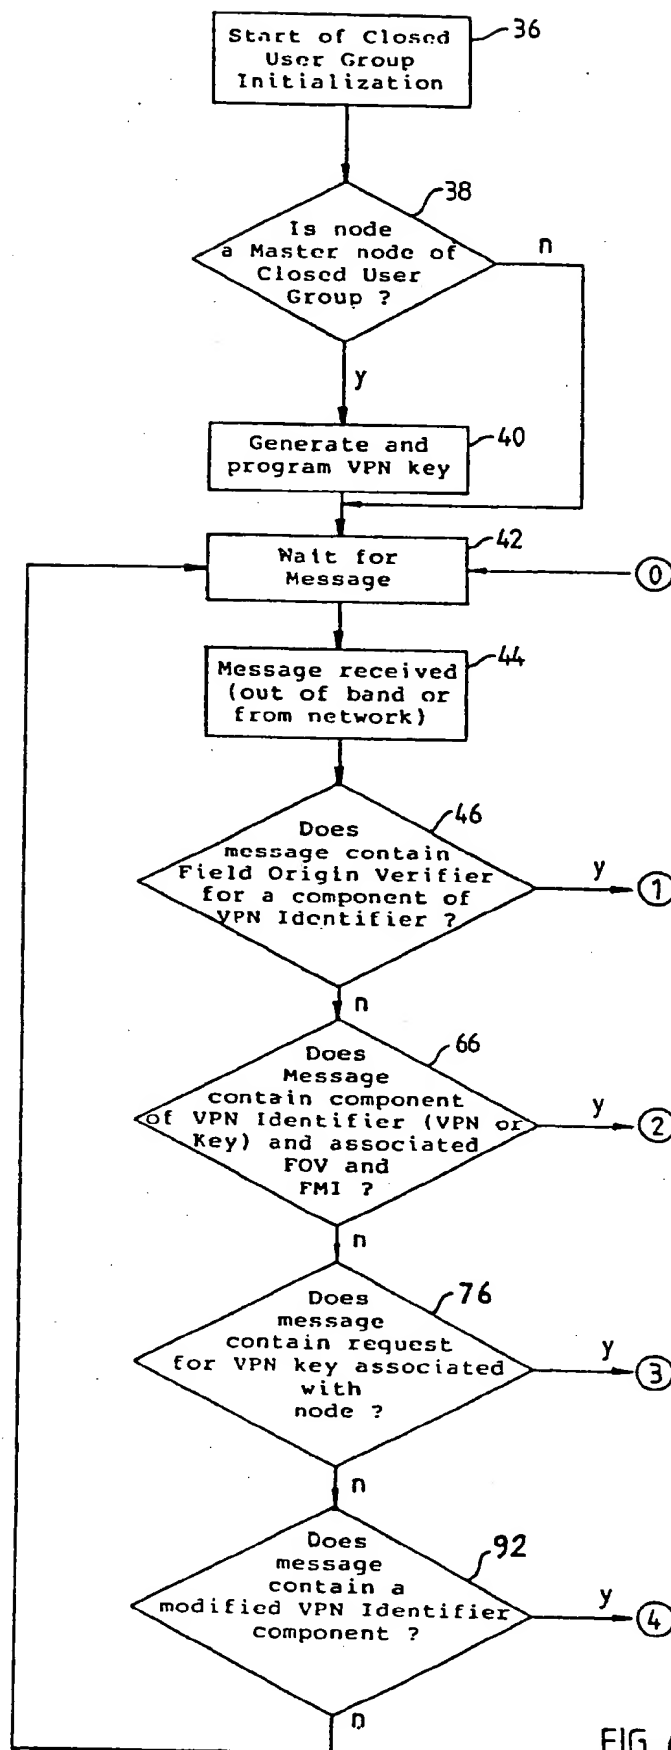 Start of Closed
User Group
Initialization
36
38
Is node
a Master node of
Closed User
Group ?
n
y
Generate and
program VPN key
40
Wait for
Message
42
0
Message received
(out of band or
from network)
44
46
Does
message contain
Field Origin Verifier
for a component of
VPN Identifier ?
y
1
n
66
Does
Message
contain component
of VPN Identifier (VPN or
Key) and associated
FOV and
FMI ?
y
2
n
76
Does
message
contain request
for VPN key associated
with
node ?
y
3
n
92
Does
message
contain a
modified VPN Identifier
component ?
y
4
n
FIG.